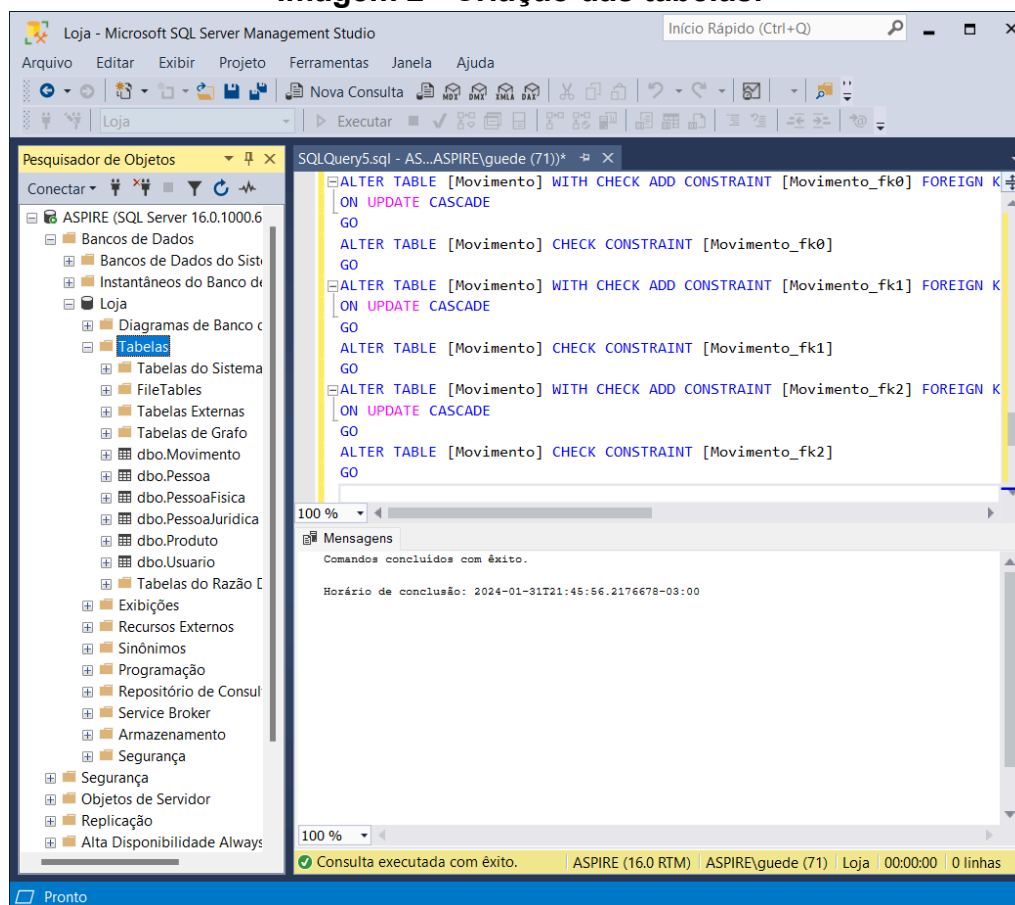 Loja - Microsoft SQL Server Management Studio
Início Rápido (Ctrl+Q)
Arquivo Editar Exibir Projeto Ferramentas Janela Ajuda
Nova Consulta MDX DMX XMLA DAX
Loja
Executar
Pesquisador de Objetos
Conectar
ASPIRE (SQL Server 16.0.1000.6
Bancos de Dados
Bancos de Dados do Siste
Instantâneos do Banco de
Loja
Diagramas de Banco d
Tabelas
Tabelas do Sistema
FileTables
Tabelas Externas
Tabelas de Grafo
dbo.Movimento
dbo.Pessoa
dbo.PessoaFisica
dbo.PessoaJuridica
dbo.Produto
dbo.Usuario
Tabelas do Razão D
Exibições
Recursos Externos
Sinônimos
Programação
Repositório de Consul
Service Broker
Armazenamento
Segurança
Segurança
Objetos de Servidor
Replicação
Alta Disponibilidade Always
SQLQuery5.sql - AS...ASPIRE\guede (71))*
ALTER TABLE [Movimento] WITH CHECK ADD CONSTRAINT [Movimento_fk0] FOREIGN K
ON UPDATE CASCADE
GO
ALTER TABLE [Movimento] CHECK CONSTRAINT [Movimento_fk0]
GO
ALTER TABLE [Movimento] WITH CHECK ADD CONSTRAINT [Movimento_fk1] FOREIGN K
ON UPDATE CASCADE
GO
ALTER TABLE [Movimento] CHECK CONSTRAINT [Movimento_fk1]
GO
ALTER TABLE [Movimento] WITH CHECK ADD CONSTRAINT [Movimento_fk2] FOREIGN K
ON UPDATE CASCADE
GO
ALTER TABLE [Movimento] CHECK CONSTRAINT [Movimento_fk2]
GO
100 %
Mensagens
Comandos concluídos com êxito.
Horário de conclusão: 2024-01-31T21:45:56.2176678-03:00
100 %
Consulta executada com êxito. ASPIRE (16.0 RTM) ASPIRE\guede (71) Loja 00:00:00 0 linhas
Pronto